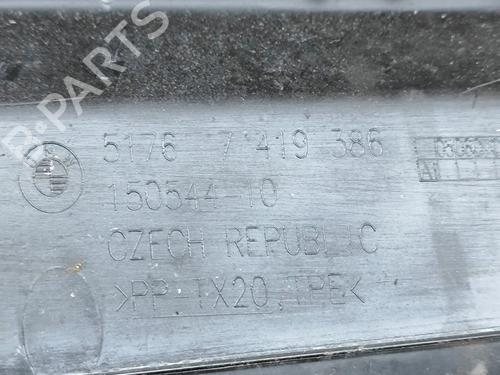 B-PARTS
5176 7 419 386
150544-10
CZECH REPUBLIC
>PP-TX20,TPE<